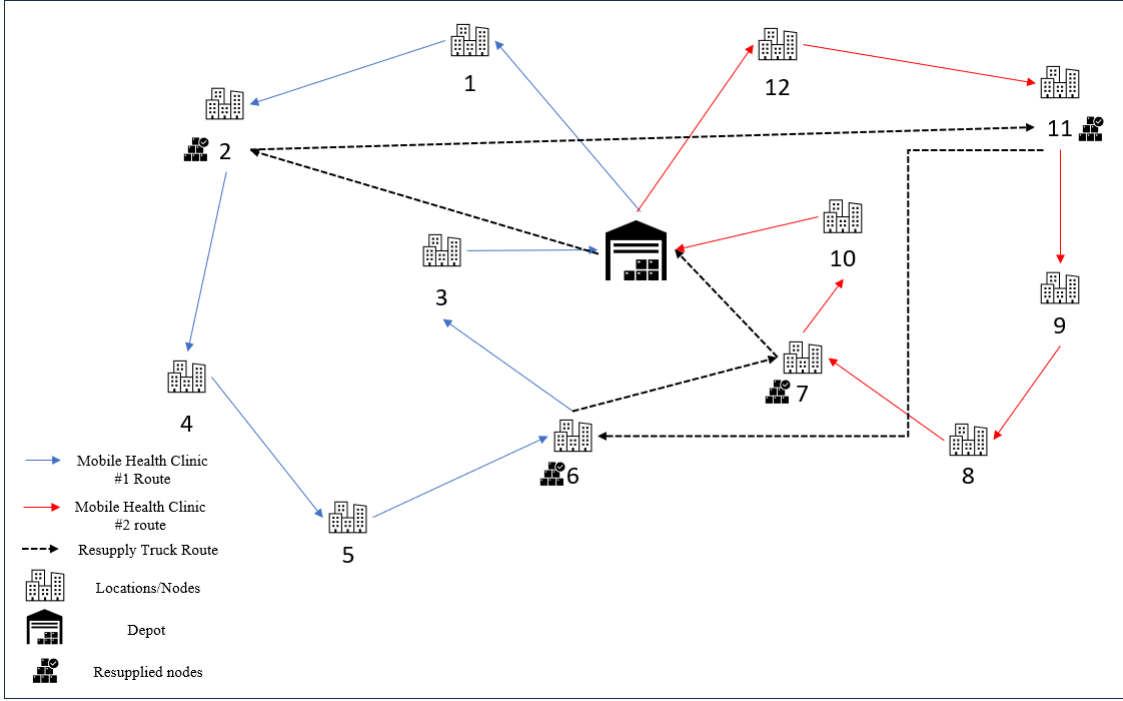 1
12
2
11
10
3
9
7
4
6
8
5
Mobile Health Clinic
#1 Route
Mobile Health Clinic
#2 route
Resupply Truck Route
Locations/Nodes
Depot
Resupplied nodes